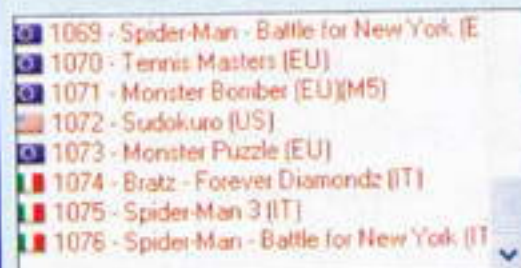 1069 - Spider-Man - Battle for New York (E
1070 - Tennis Masters (EU)
1071 - Monster Bomber (EU)(M5)
1072 - Sudokuro (US)
1073 - Monster Puzzle (EU)
1074 - Bratz - Forever Diamondz (IT)
1075 - Spider-Man 3 (IT)
1076 - Spider-Man - Battle for New York (IT